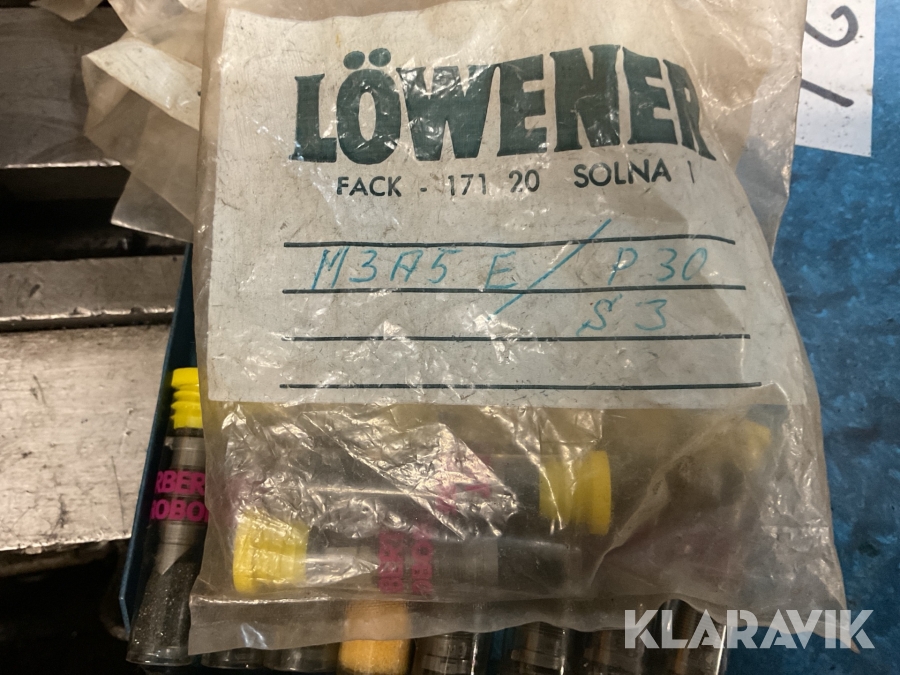 LÖWENER
FACK - 171 20 SOLNA 1
M3A5 E / P30
S3
KLARAVIK